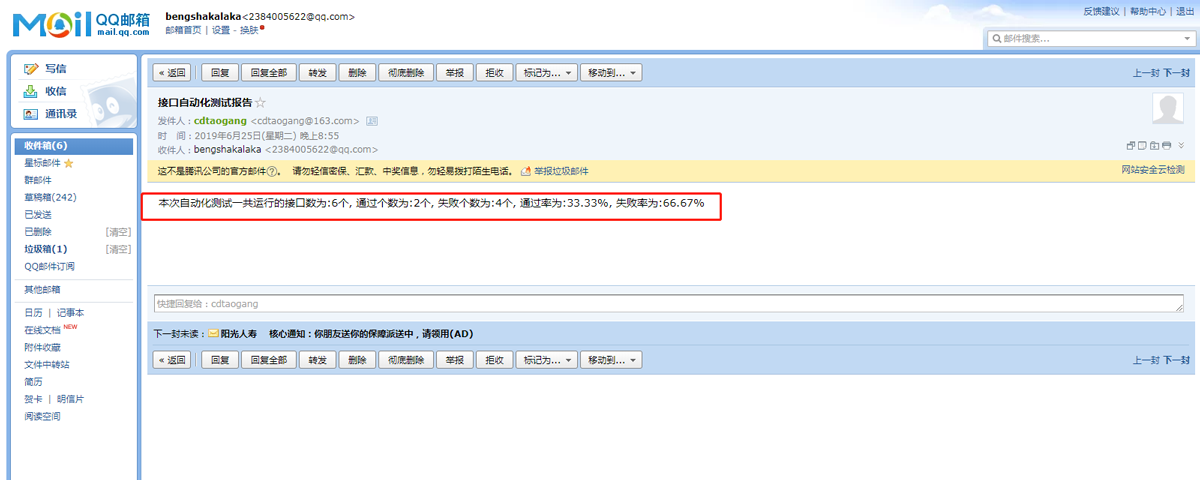 Mail QQ邮箱 mail.qq.com
bengshakalaka<2384005622@qq.com>
邮箱首页 | 设置 - 换肤
反馈建议 | 帮助中心 | 退出
邮件搜索...
写信
收信
通讯录
收件箱(6)
星标邮件
群邮件
草稿箱(242)
已发送
已删除 [清空]
垃圾箱(1) [清空]
QQ邮件订阅
其他邮箱
日历 | 记事本
在线文档 NEW
附件收藏
文件中转站
简历
贺卡 | 明信片
阅读空间
« 返回 回复 回复全部 转发 删除 彻底删除 举报 拒收 标记为... 移动到... 上一封 下一封
接口自动化测试报告☆
发件人：cdtaogang <cdtaogang@163.com>
时 间：2019年6月25日(星期二) 晚上8:55
收件人：bengshakalaka <2384005622@qq.com>
这不是腾讯公司的官方邮件?。 请勿轻信密保、汇款、中奖信息，勿轻易拨打陌生电话。 举报垃圾邮件 网站安全云检测
本次自动化测试一共运行的接口数为:6个, 通过个数为:2个, 失败个数为:4个, 通过率为:33.33%, 失败率为:66.67%
快捷回复给：cdtaogang
下一封未读：阳光人寿 核心通知：你朋友送你的保障派送中，请领用(AD)
« 返回 回复 回复全部 转发 删除 彻底删除 举报 拒收 标记为... 移动到... 上一封 下一封